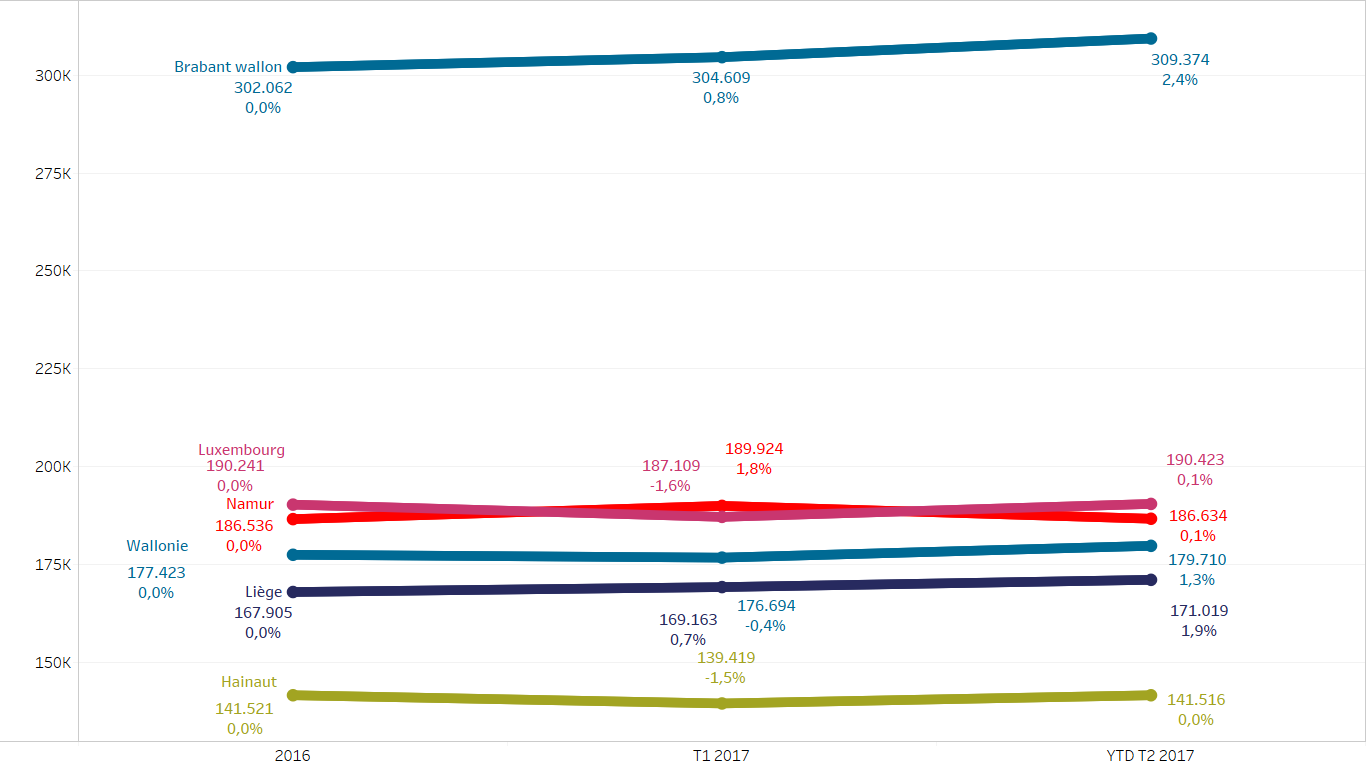 300K
275K
250K
225K
200K
175K
150K
Brabant wallon
302.062
0,0%
304.609
0,8%
309.374
2,4%
Luxembourg
190.241
0,0%
187.109
-1,6%
190.423
0,1%
Namur
186.536
0,0%
189.924
1,8%
186.634
0,1%
Wallonie
177.423
0,0%
176.694
-0,4%
179.710
1,3%
Liège
167.905
0,0%
169.163
0,7%
171.019
1,9%
Hainaut
141.521
0,0%
139.419
-1,5%
141.516
0,0%
2016
T1 2017
YTD T2 2017